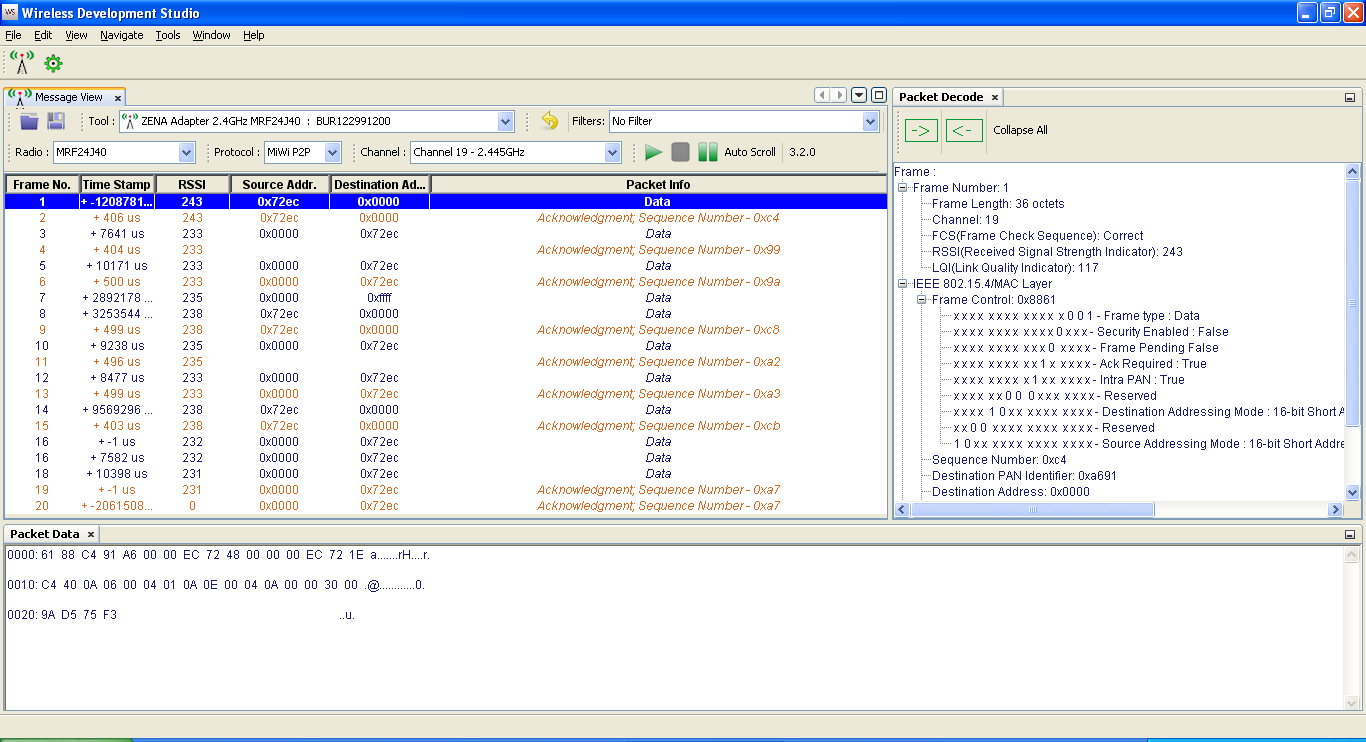 WS Wireless Development Studio
File Edit View Navigate Tools Window Help
Message View x
Tool : ZENA Adapter 2.4GHz MRF24J40 : BUR122991200 Filters: No Filter
Radio : MRF24J40 Protocol : MiWi P2P Channel : Channel 19 - 2.445GHz Auto Scroll 3.2.0
Frame No. Time Stamp RSSI Source Addr. Destination Ad... Packet Info
1 + -1208781... 243 0x72ec 0x0000 Data
2 + 406 us 243 0x72ec 0x0000 Acknowledgment; Sequence Number - 0xc4
3 + 7641 us 233 0x0000 0x72ec Data
4 + 404 us 233 0x0000 0x72ec Acknowledgment; Sequence Number - 0x99
5 + 10171 us 233 0x0000 0x72ec Data
6 + 500 us 233 0x0000 0x72ec Acknowledgment; Sequence Number - 0x9a
7 + 2892178 ... 235 0x0000 0xffff Data
8 + 3253544 ... 238 0x72ec 0x0000 Data
9 + 499 us 238 0x72ec 0x0000 Acknowledgment; Sequence Number - 0xc8
10 + 9238 us 235 0x0000 0x72ec Data
11 + 496 us 235 0x0000 0x72ec Acknowledgment; Sequence Number - 0xa2
12 + 8477 us 233 0x0000 0x72ec Data
13 + 499 us 233 0x0000 0x72ec Acknowledgment; Sequence Number - 0xa3
14 + 9569296 ... 238 0x72ec 0x0000 Data
15 + 403 us 238 0x72ec 0x0000 Acknowledgment; Sequence Number - 0xcb
16 + -1 us 232 0x0000 0x72ec Data
16 + 7582 us 232 0x0000 0x72ec Data
18 + 10398 us 231 0x0000 0x72ec Data
19 + -1 us 231 0x0000 0x72ec Acknowledgment; Sequence Number - 0xa7
20 + -2061508... 0 0x0000 0x72ec Acknowledgment; Sequence Number - 0xa7
Packet Decode x
-> <- Collapse All
Frame :
Frame Number: 1
Frame Length: 36 octets
Channel: 19
FCS(Frame Check Sequence): Correct
RSSI(Received Signal Strength Indicator): 243
LQI(Link Quality Indicator): 117
IEEE 802.15.4/MAC Layer
Frame Control: 0x8861
x x x x x x x x x x x x x 0 0 1 - Frame type : Data
x x x x x x x x x x x x 0 x x x - Security Enabled : False
x x x x x x x x x x x 0 x x x x - Frame Pending False
x x x x x x x x x x 1 x x x x x - Ack Required : True
x x x x x x x x x 1 x x x x x x - Intra PAN : True
x x x x x x 0 0 0 x x x x x x x - Reserved
x x x x 1 0 x x x x x x x x x x - Destination Addressing Mode : 16-bit Short A
x x 0 0 x x x x x x x x x x x x - Reserved
1 0 x x x x x x x x x x x x x x - Source Addressing Mode : 16-bit Short Addre
Sequence Number: 0xc4
Destination PAN Identifier: 0xa691
Destination Address: 0x0000
Packet Data x
0000: 61 88 C4 91 A6 00 00 EC 72 48 00 00 00 EC 72 1E a.......rH....r.
0010: C4 40 0A 06 00 04 01 0A 0E 00 04 0A 00 00 30 00 .@............0.
0020: 9A D5 75 F3 ..u.